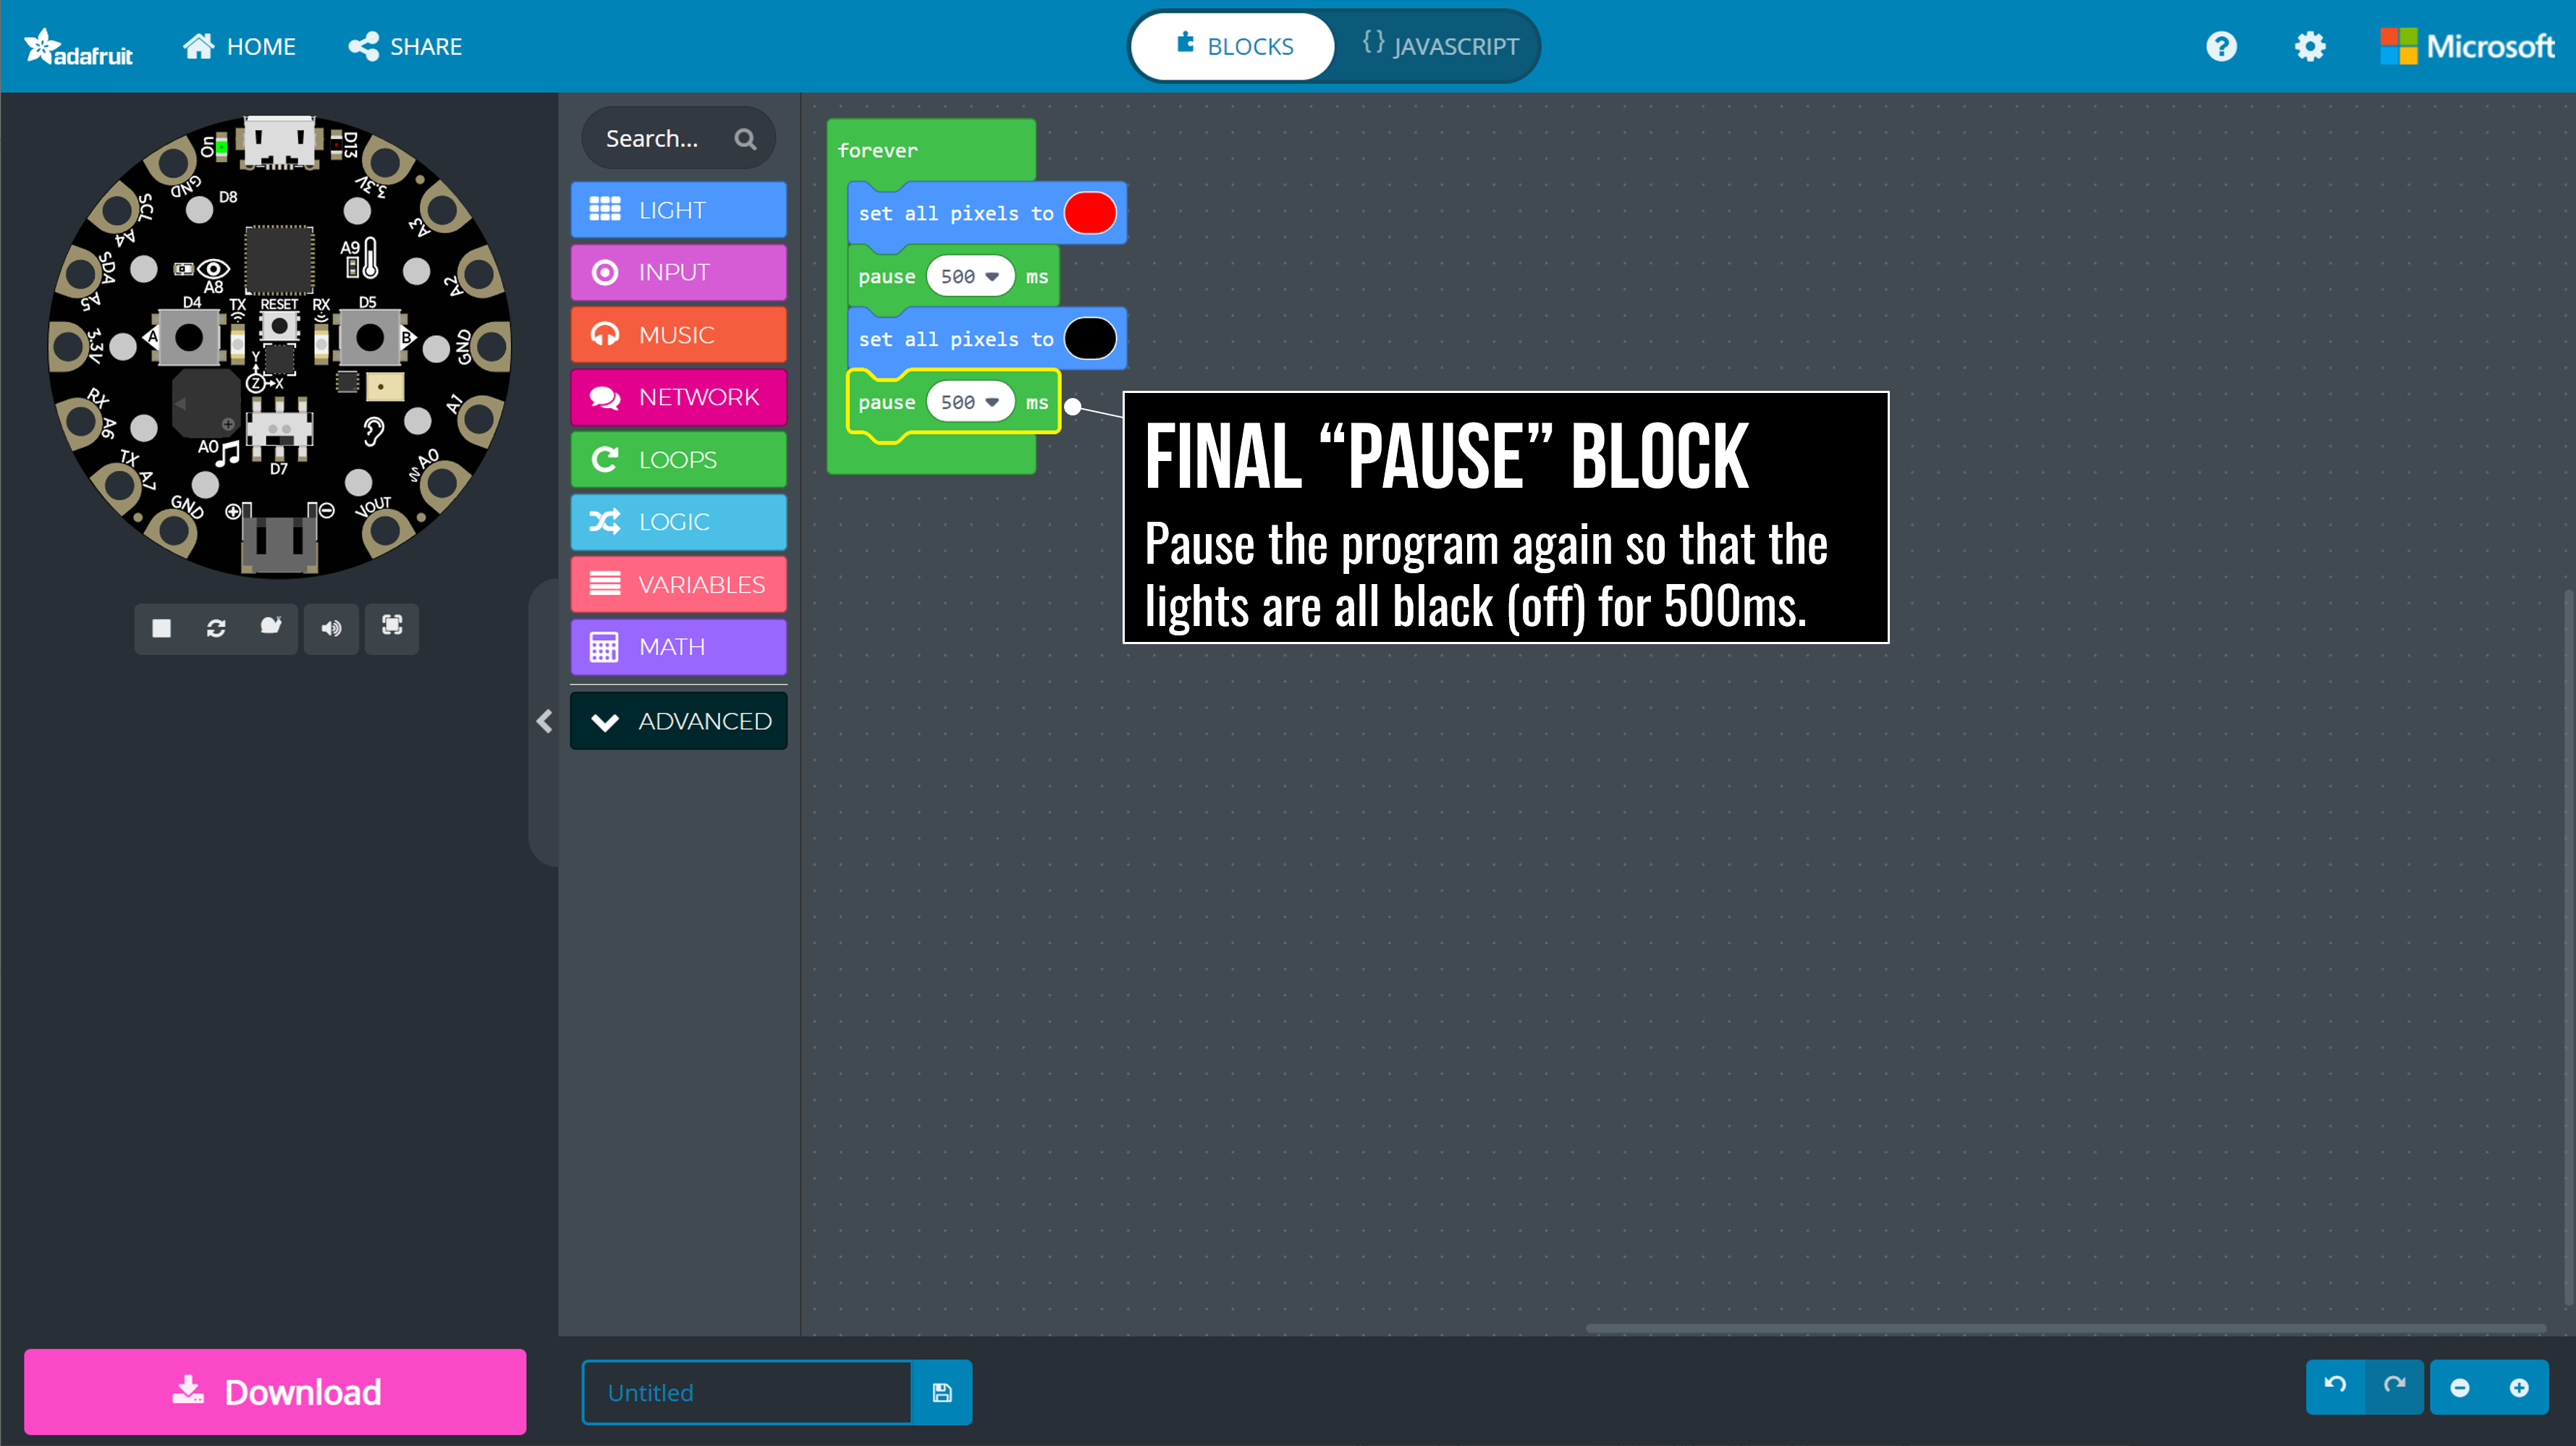 adafruit HOME SHARE BLOCKS {} JAVASCRIPT ? Microsoft
On D13
GND 3.3V
SCL D8
A4 A3
SDA A9
A8 A2
A5 D4 TX RESET RX D5
3.3V A B GND
Y
Z X
RX A1
A6
A0
TX A0
A7 D7
GND VOUT
Search...
LIGHT
INPUT
MUSIC
NETWORK
LOOPS
LOGIC
VARIABLES
MATH
ADVANCED
forever
set all pixels to
pause 500 ms
set all pixels to
pause 500 ms
FINAL “PAUSE” BLOCK
Pause the program again so that the
lights are all black (off) for 500ms.
Download
Untitled